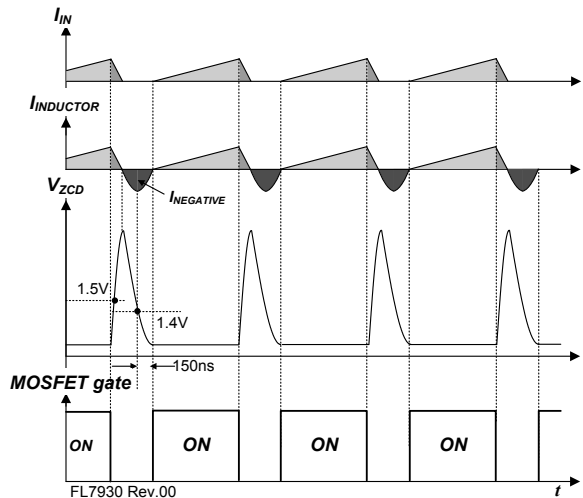 I_IN
I_INDUCTOR
V_ZCD
I_NEGATIVE
1.5V
1.4V
150ns
MOSFET gate
ON
ON
ON
ON
FL7930 Rev.00
t